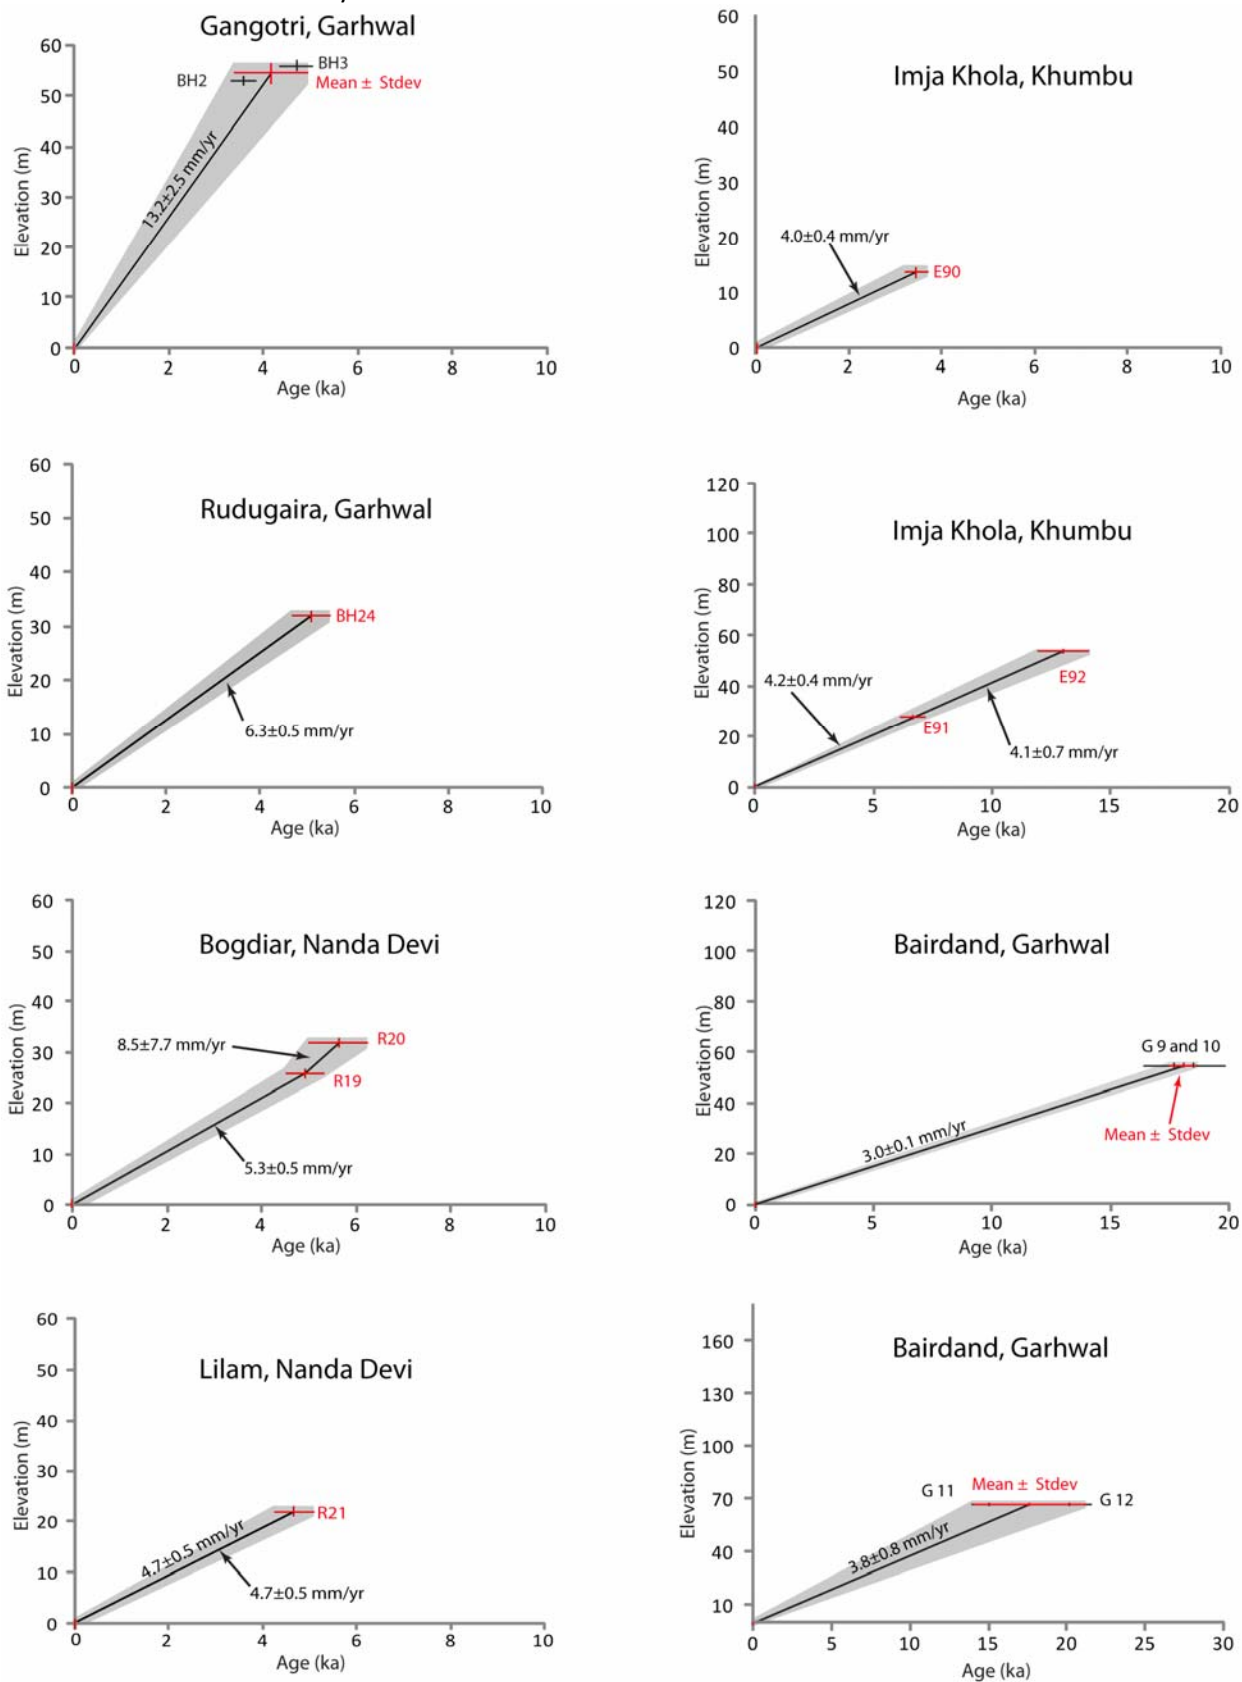 Gangotri, Garhwal
60
50
40
30
20
10
0
Elevation (m)
BH2
BH3
Mean ± Stdev
13.2±2.5 mm/yr
0 2 4 6 8 10
Age (ka)
Imja Khola, Khumbu
60
50
40
30
20
10
0
Elevation (m)
4.0±0.4 mm/yr
E90
0 2 4 6 8 10
Age (ka)
Rudugaira, Garhwal
60
50
40
30
20
10
0
Elevation (m)
BH24
6.3±0.5 mm/yr
0 2 4 6 8 10
Age (ka)
Imja Khola, Khumbu
120
100
80
60
40
20
0
Elevation (m)
4.2±0.4 mm/yr
E92
E91
4.1±0.7 mm/yr
0 5 10 15 20
Age (ka)
Bogdiar, Nanda Devi
60
50
40
30
20
10
0
Elevation (m)
8.5±7.7 mm/yr
R20
R19
5.3±0.5 mm/yr
0 2 4 6 8 10
Age (ka)
Bairdand, Garhwal
120
100
80
60
40
20
0
Elevation (m)
G 9 and 10
Mean ± Stdev
3.0±0.1 mm/yr
0 5 10 15 20
Age (ka)
Lilam, Nanda Devi
60
50
40
30
20
10
0
Elevation (m)
R21
4.7±0.5 mm/yr
4.7±0.5 mm/yr
0 2 4 6 8 10
Age (ka)
Bairdand, Garhwal
160
130
100
70
40
10
Elevation (m)
G 11
Mean ± Stdev
G 12
3.8±0.8 mm/yr
0 5 10 15 20 25 30
Age (ka)